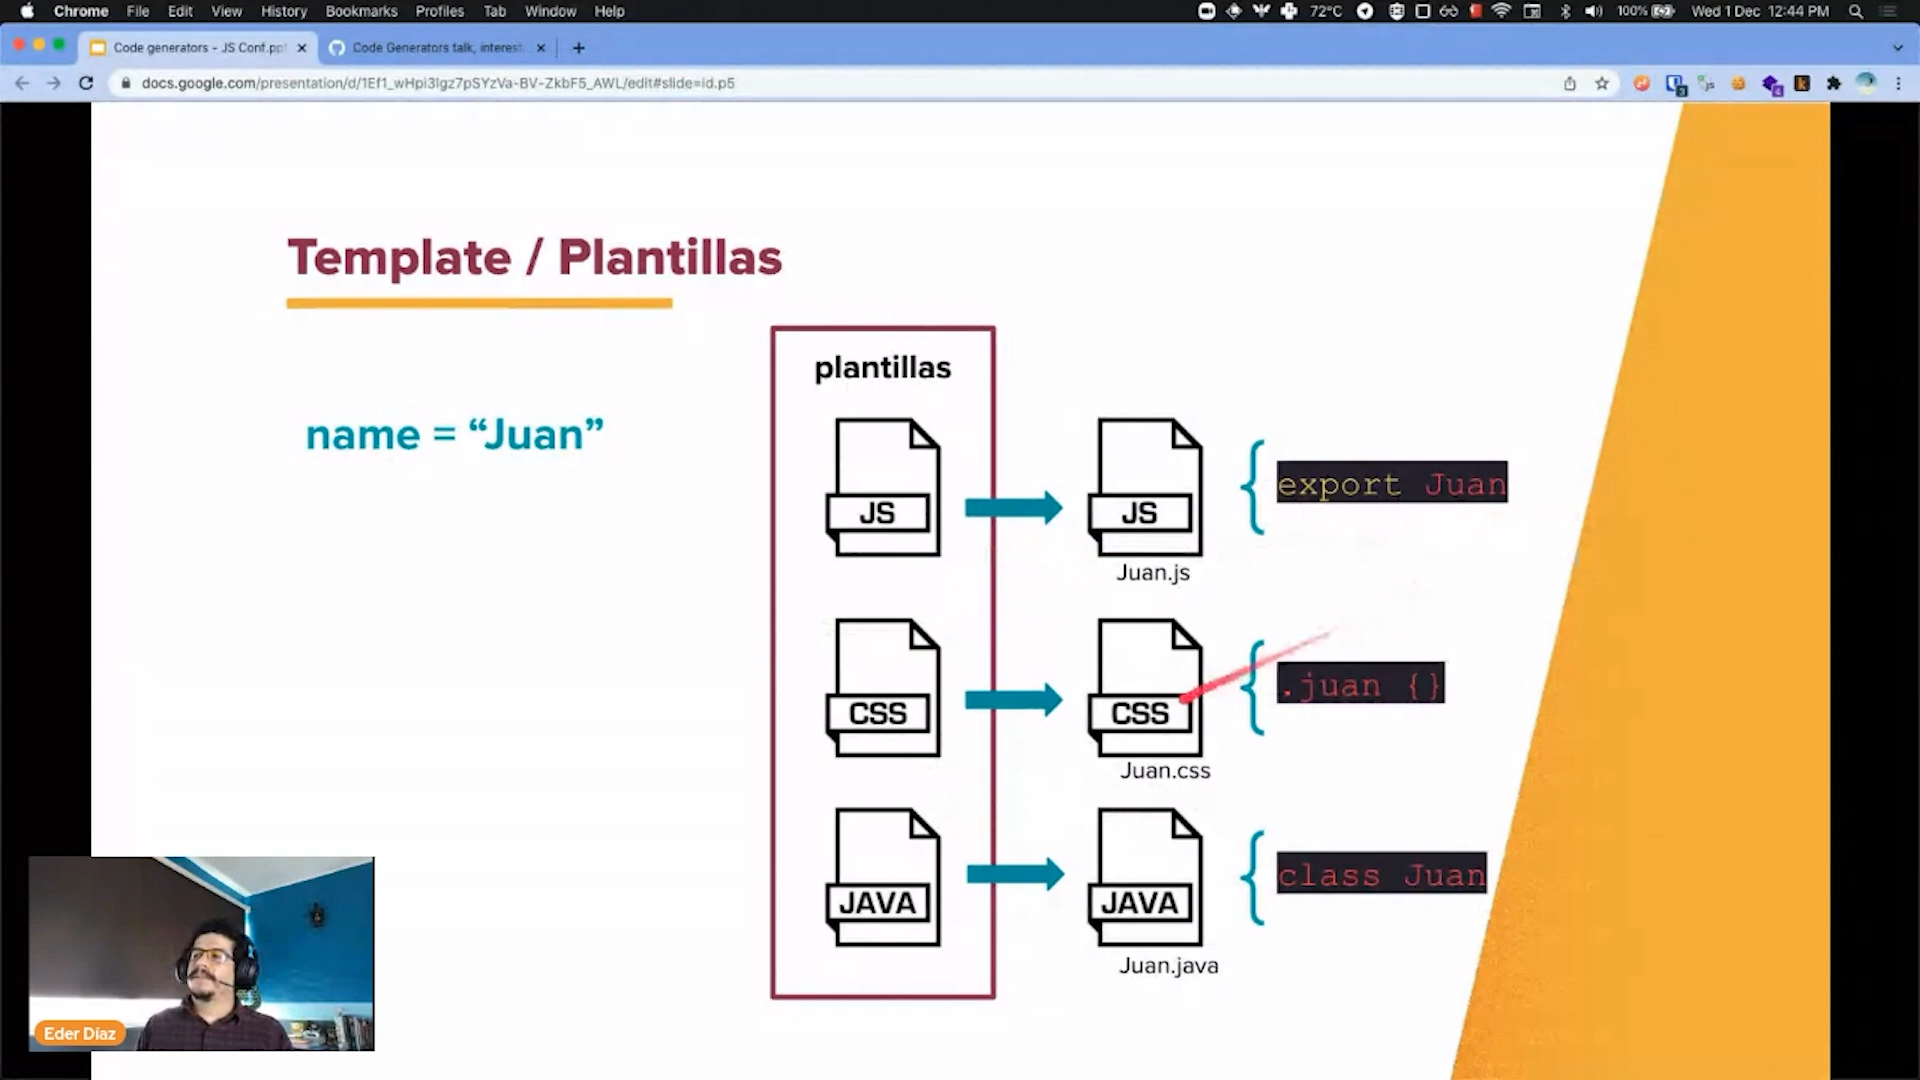 Chrome File Edit View History Bookmarks Profiles Tab Window Help 72°C 100% Wed 1 Dec 12:44 PM
Code generators - JS Conf.pp
Code Generators talk, interest
docs.google.com/presentation/d/1Ef1_wHpi3Igz7pSYzVa-BV-ZkbF5_AWL/edit#slide=id.p5
Template / Plantillas
name = “Juan”
plantillas
JS
JS
Juan.js
export Juan
CSS
CSS
Juan.css
.juan {}
JAVA
JAVA
Juan.java
class Juan
Eder Díaz